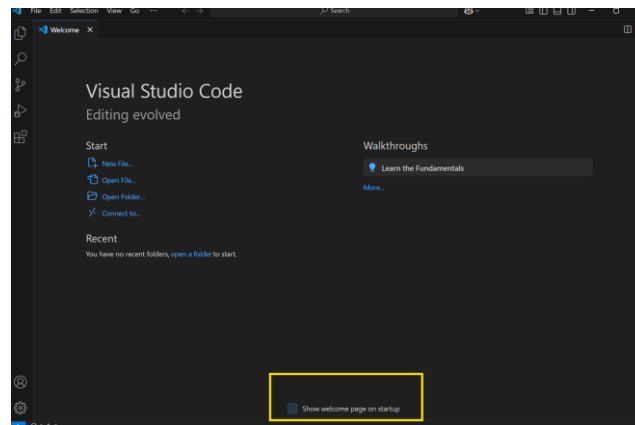 File Edit Selection View Go ··· Search
Welcome
Visual Studio Code
Editing evolved
Start
New File...
Open File...
Open Folder...
Connect to...
Recent
You have no recent folders, open a folder to start.
Walkthroughs
Learn the Fundamentals
More...
Show welcome page on startup